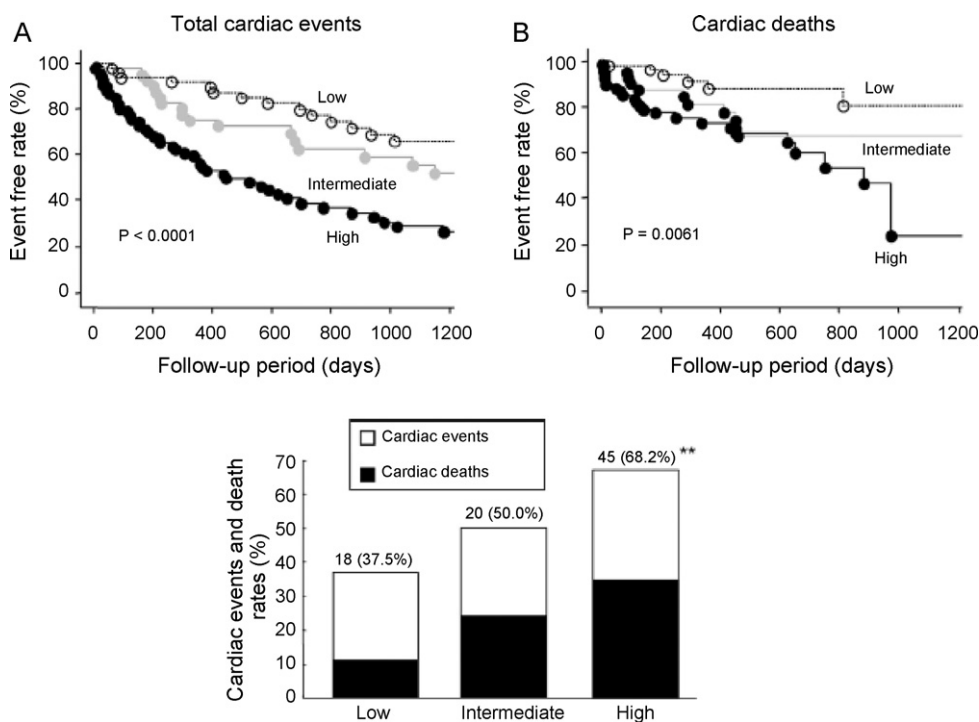 A
Total cardiac events
Event free rate (%)
100
80
60
40
20
0
Low
Intermediate
High
P < 0.0001
0 200 400 600 800 1000 1200
Follow-up period (days)
B
Cardiac deaths
Event free rate (%)
100
80
60
40
20
0
Low
Intermediate
High
P = 0.0061
0 200 400 600 800 1000 1200
Follow-up period (days)
Cardiac events and death
rates (%)
Cardiac events
Cardiac deaths
70
60
50
40
30
20
10
0
18 (37.5%)
20 (50.0%)
45 (68.2%) **
Low Intermediate High